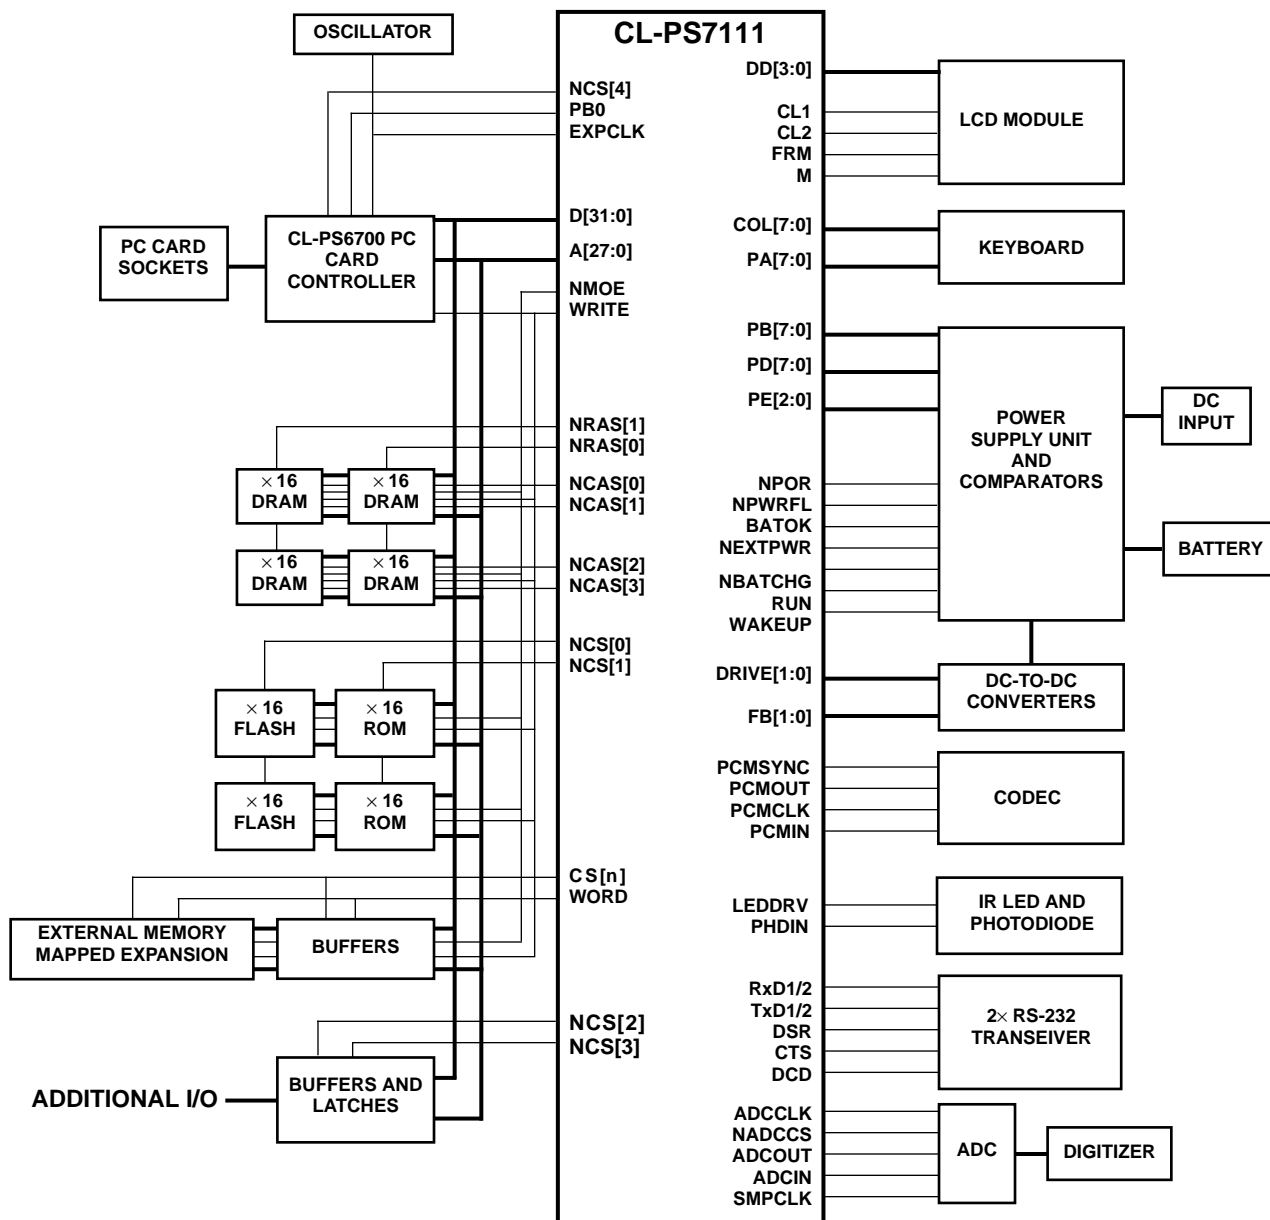 CL-PS7111
OSCILLATOR
NCS[4]
PB0
EXPCLK
D[31:0]
A[27:0]
NMOE
WRITE
PC CARD
SOCKETS
CL-PS6700 PC
CARD
CONTROLLER
NRAS[1]
NRAS[0]
NCAS[0]
NCAS[1]
NCAS[2]
NCAS[3]
× 16
DRAM
× 16
DRAM
× 16
DRAM
× 16
DRAM
NCS[0]
NCS[1]
× 16
FLASH
× 16
ROM
× 16
FLASH
× 16
ROM
CS[n]
WORD
EXTERNAL MEMORY
MAPPED EXPANSION
BUFFERS
NCS[2]
NCS[3]
ADDITIONAL I/O
BUFFERS AND
LATCHES
DD[3:0]
CL1
CL2
FRM
M
LCD MODULE
COL[7:0]
PA[7:0]
KEYBOARD
PB[7:0]
PD[7:0]
PE[2:0]
NPOR
NPWRFL
BATOK
NEXTPWR
NBATCHG
RUN
WAKEUP
POWER
SUPPLY UNIT
AND
COMPARATORS
DC
INPUT
BATTERY
DRIVE[1:0]
FB[1:0]
DC-TO-DC
CONVERTERS
PCMSYNC
PCMOUT
PCMCLK
PCMIN
CODEC
LEDDRV
PHDIN
IR LED AND
PHOTODIODE
RxD1/2
TxD1/2
DSR
CTS
DCD
2× RS-232
TRANSEIVER
ADCCLK
NADCCS
ADCOUT
ADCIN
SMPCLK
ADC
DIGITIZER